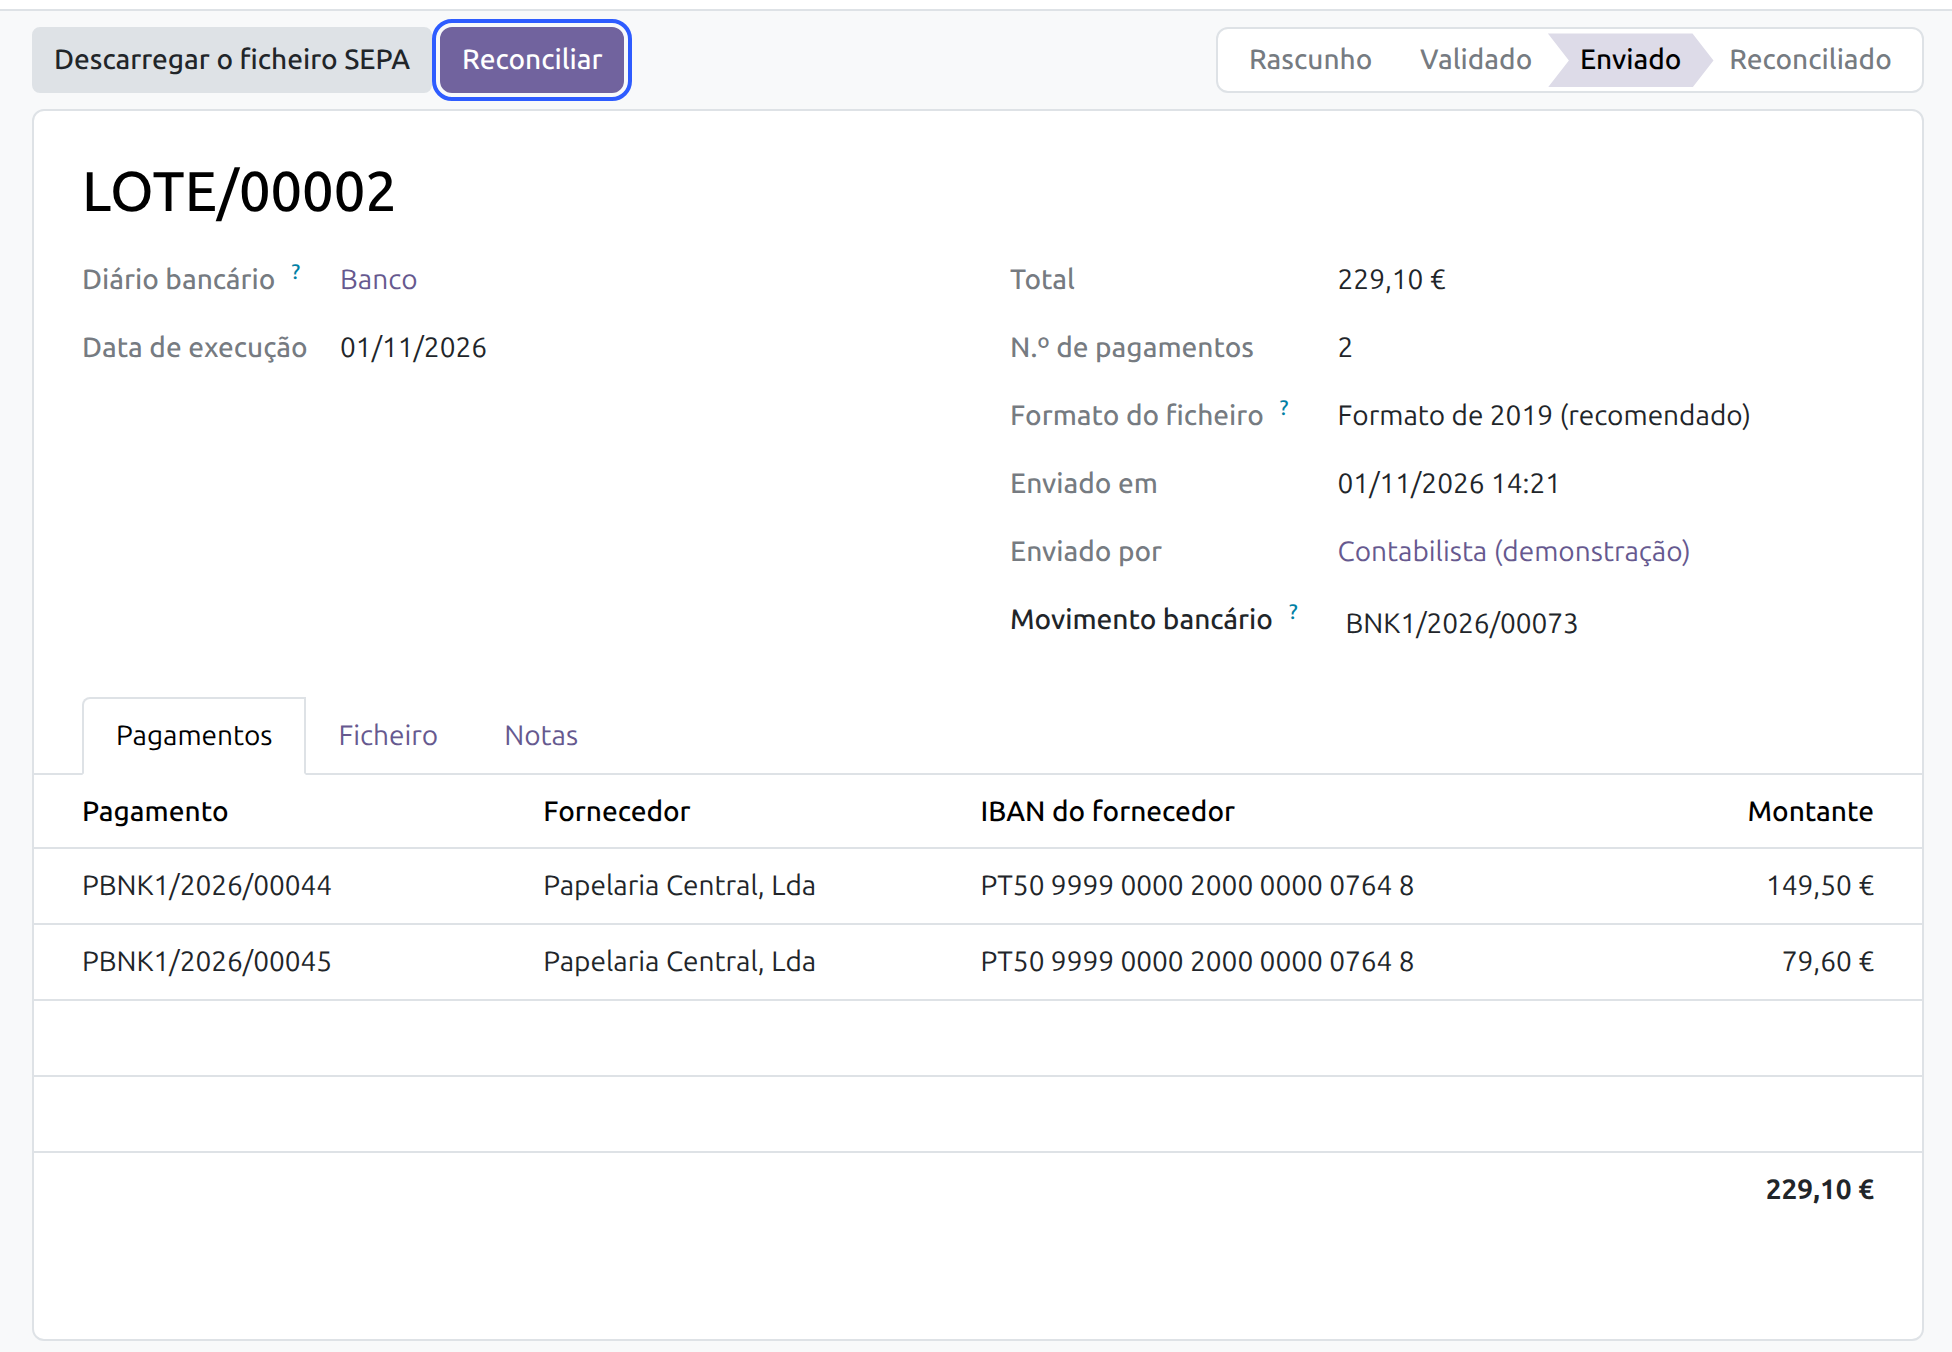 Descarregar o ficheiro SEPA Reconciliar Rascunho Validado Enviado Reconciliado
LOTE/00002
Diário bancário ? Banco
Data de execução 01/11/2026
Total 229,10 €
N.º de pagamentos 2
Formato do ficheiro ? Formato de 2019 (recomendado)
Enviado em 01/11/2026 14:21
Enviado por Contabilista (demonstração)
Movimento bancário ? BNK1/2026/00073
Pagamentos Ficheiro Notas
Pagamento Fornecedor IBAN do fornecedor Montante
PBNK1/2026/00044 Papelaria Central, Lda PT50 9999 0000 2000 0000 0764 8 149,50 €
PBNK1/2026/00045 Papelaria Central, Lda PT50 9999 0000 2000 0000 0764 8 79,60 €
229,10 €